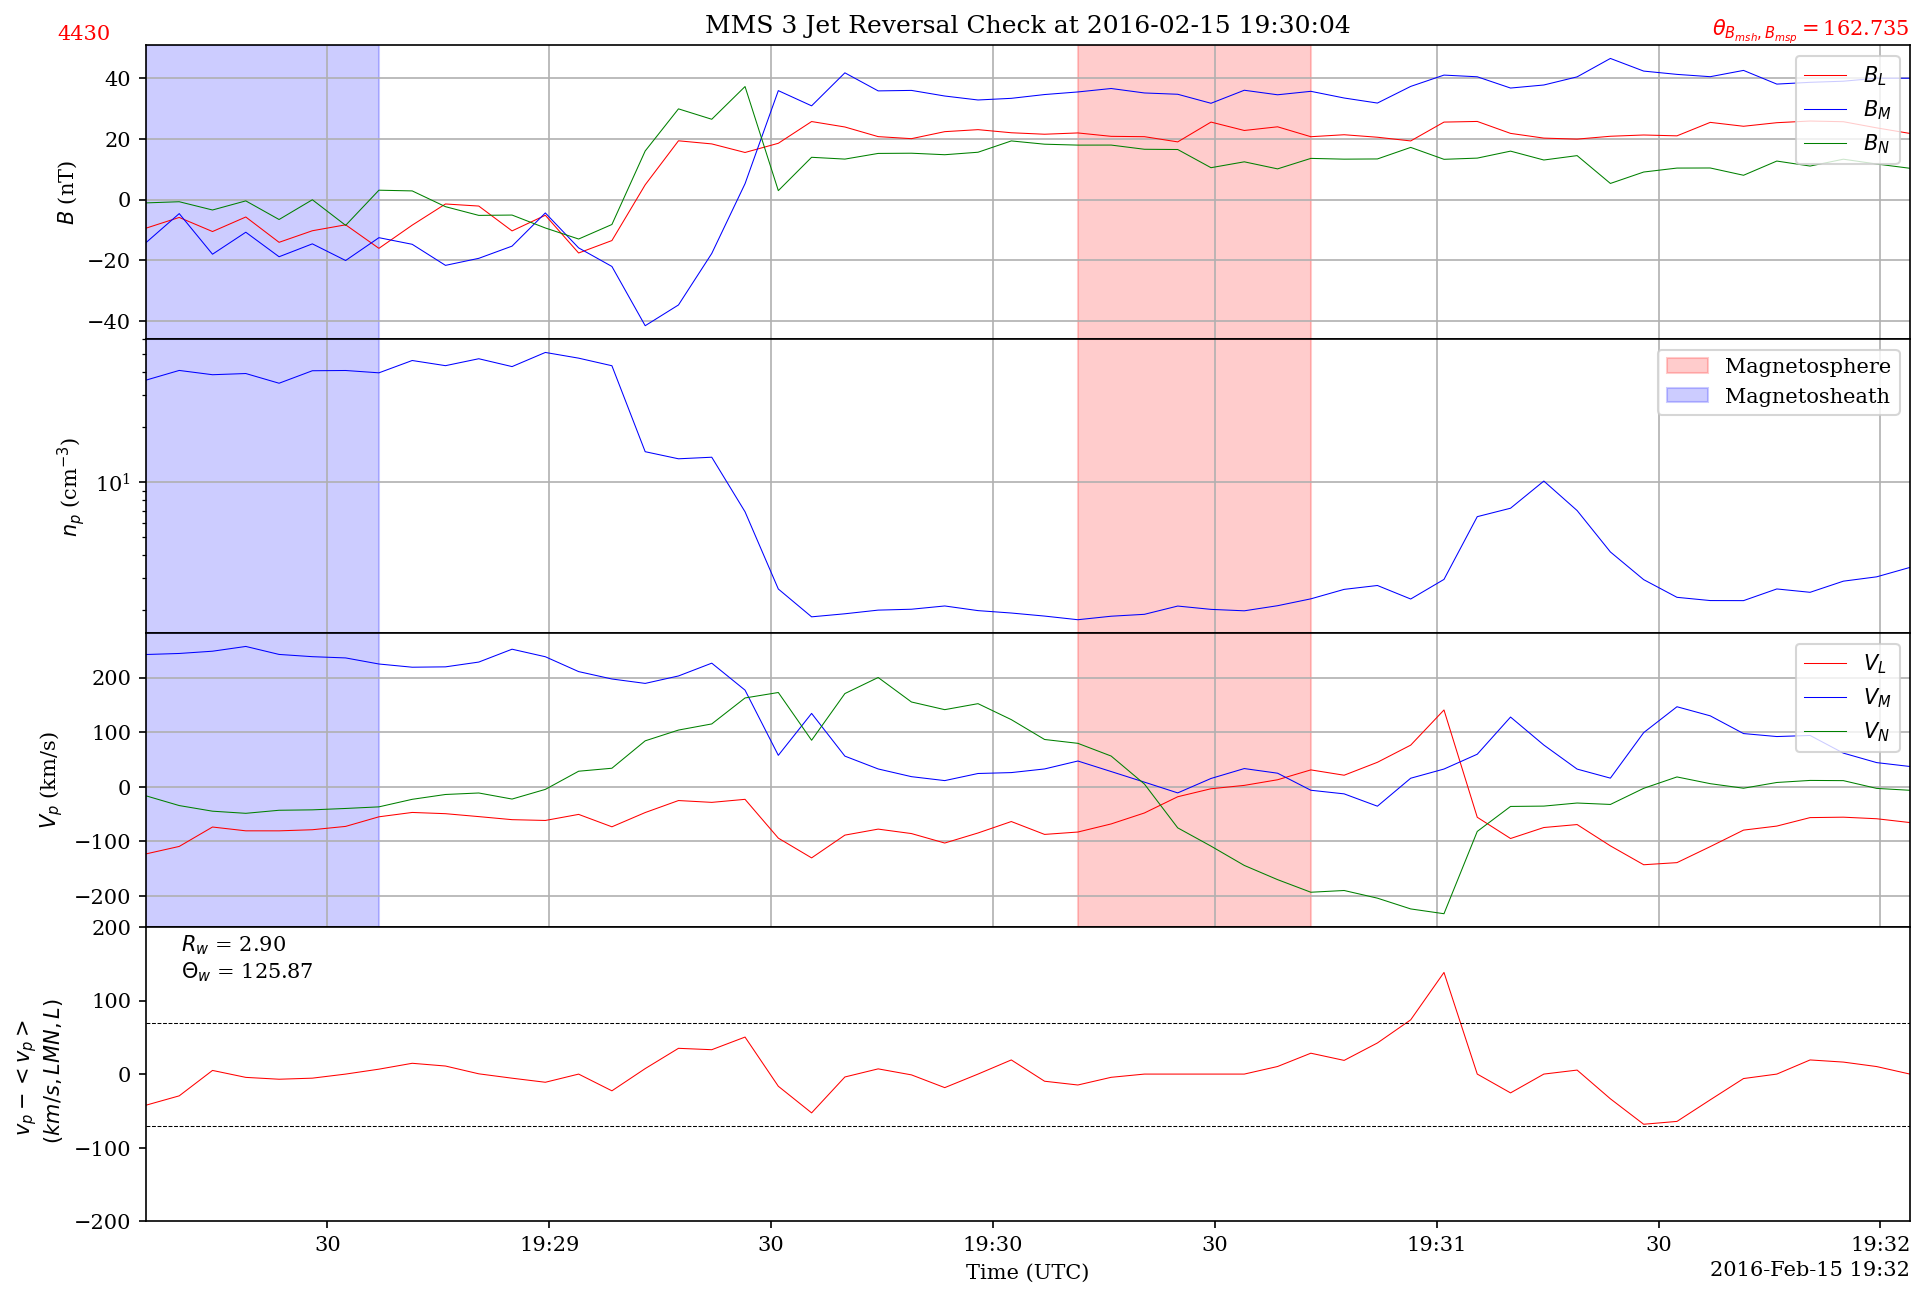 MMS 3 Jet Reversal Check at 2016-02-15 19:30:04
4430
θ_{B_{msh}, B_{msp}} = 162.735
40
20
0
−20
−40
B (nT)
B_L
B_M
B_N
10^1
n_p (cm^{−3})
Magnetosphere
Magnetosheath
200
100
0
−100
−200
V_p (km/s)
V_L
V_M
V_N
200
100
0
−100
−200
v_p − <v_p>
(km/s, LMN, L)
R_w = 2.90
Θ_w = 125.87
30
19:29
30
19:30
30
19:31
30
19:32
Time (UTC)
2016-Feb-15 19:32